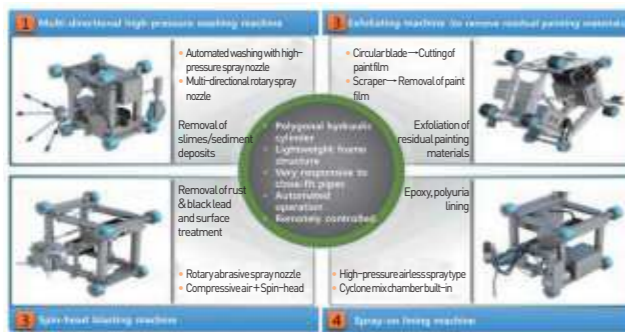 1 Multi-directional high pressure washing machine
• Automated washing with high-
pressure spray nozzle
• Multi-directional rotary spray
nozzle
Removal of
slimes/sediment
deposits
3 Exfoliating machine (to remove residual painting materials)
• Circular blade→Cutting of
paint film
• Scraper→ Removal of paint
film
Exfoliation of
residual painting
materials
• Polygonal hydraulic
cylinder
• Lightweight frame
structure
• Very responsive to
close-fit pipes
• Automated
operation
• Remotely controlled
Removal of rust
& black lead
and surface
treatment
• Rotary abrasive spray nozzle
• Compressive air+Spin-head
3 Spin-head blasting machine
Epoxy, polyuria
lining
• High-pressure airless spray type
• Cyclone mix chamber built-in
4 Spray-on lining machine